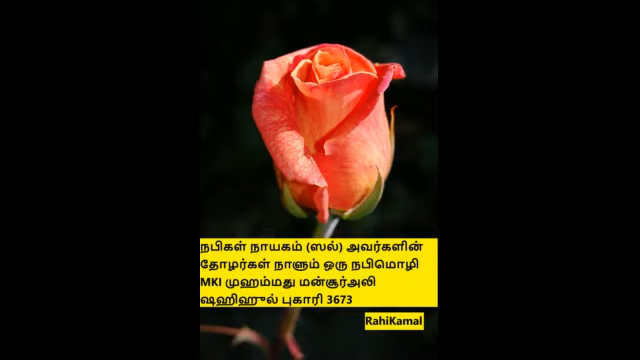 நபிகள் நாயகம் (ஸல்) அவர்களின்
தோழர்கள் நாளும் ஒரு நபிமொழி
MKI முஹம்மது மன்சூர்அலி
ஷஹிஹுல் புகாரி 3673
RahiKamal